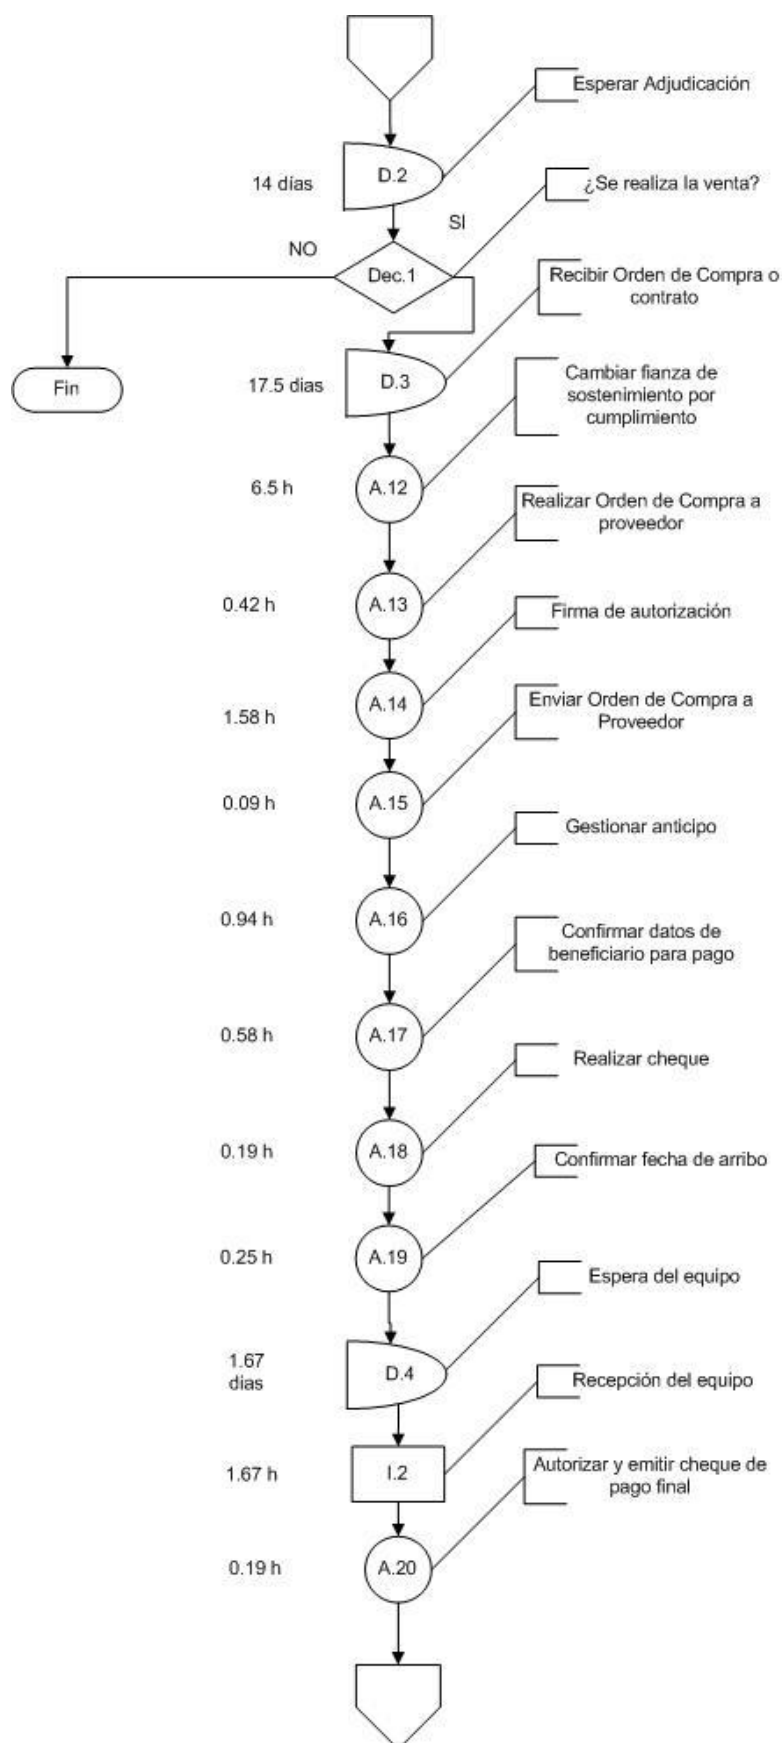 Esperar Adjudicación
D.2
14 días
¿Se realiza la venta?
SI
NO
Dec.1
Recibir Orden de Compra o
contrato
Fin
17.5 dias
D.3
Cambiar fianza de
sostenimiento por
cumplimiento
6.5 h
A.12
Realizar Orden de Compra a
proveedor
0.42 h
A.13
Firma de autorización
1.58 h
A.14
Enviar Orden de Compra a
Proveedor
0.09 h
A.15
Gestionar anticipo
0.94 h
A.16
Confirmar datos de
beneficiario para pago
0.58 h
A.17
Realizar cheque
0.19 h
A.18
Confirmar fecha de arribo
0.25 h
A.19
Espera del equipo
1.67
dias
D.4
Recepción del equipo
1.67 h
I.2
Autorizar y emitir cheque de
pago final
0.19 h
A.20